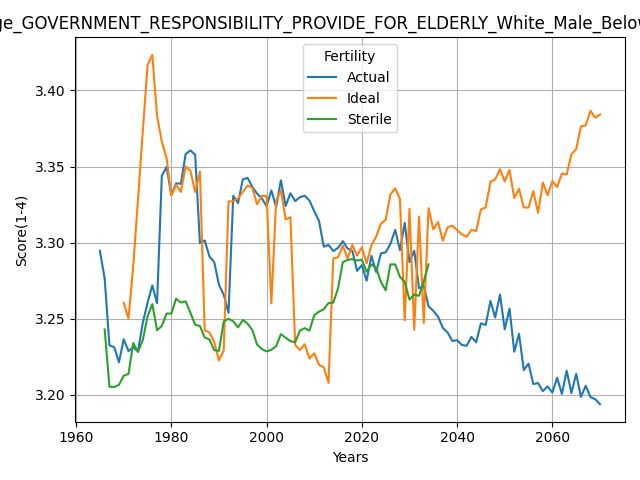 ge_GOVERNMENT_RESPONSIBILITY_PROVIDE_FOR_ELDERLY_White_Male_Below
Fertility
Actual
Ideal
Sterile
Score(1-4)
3.40
3.35
3.30
3.25
3.20
1960 1980 2000 2020 2040 2060
Years